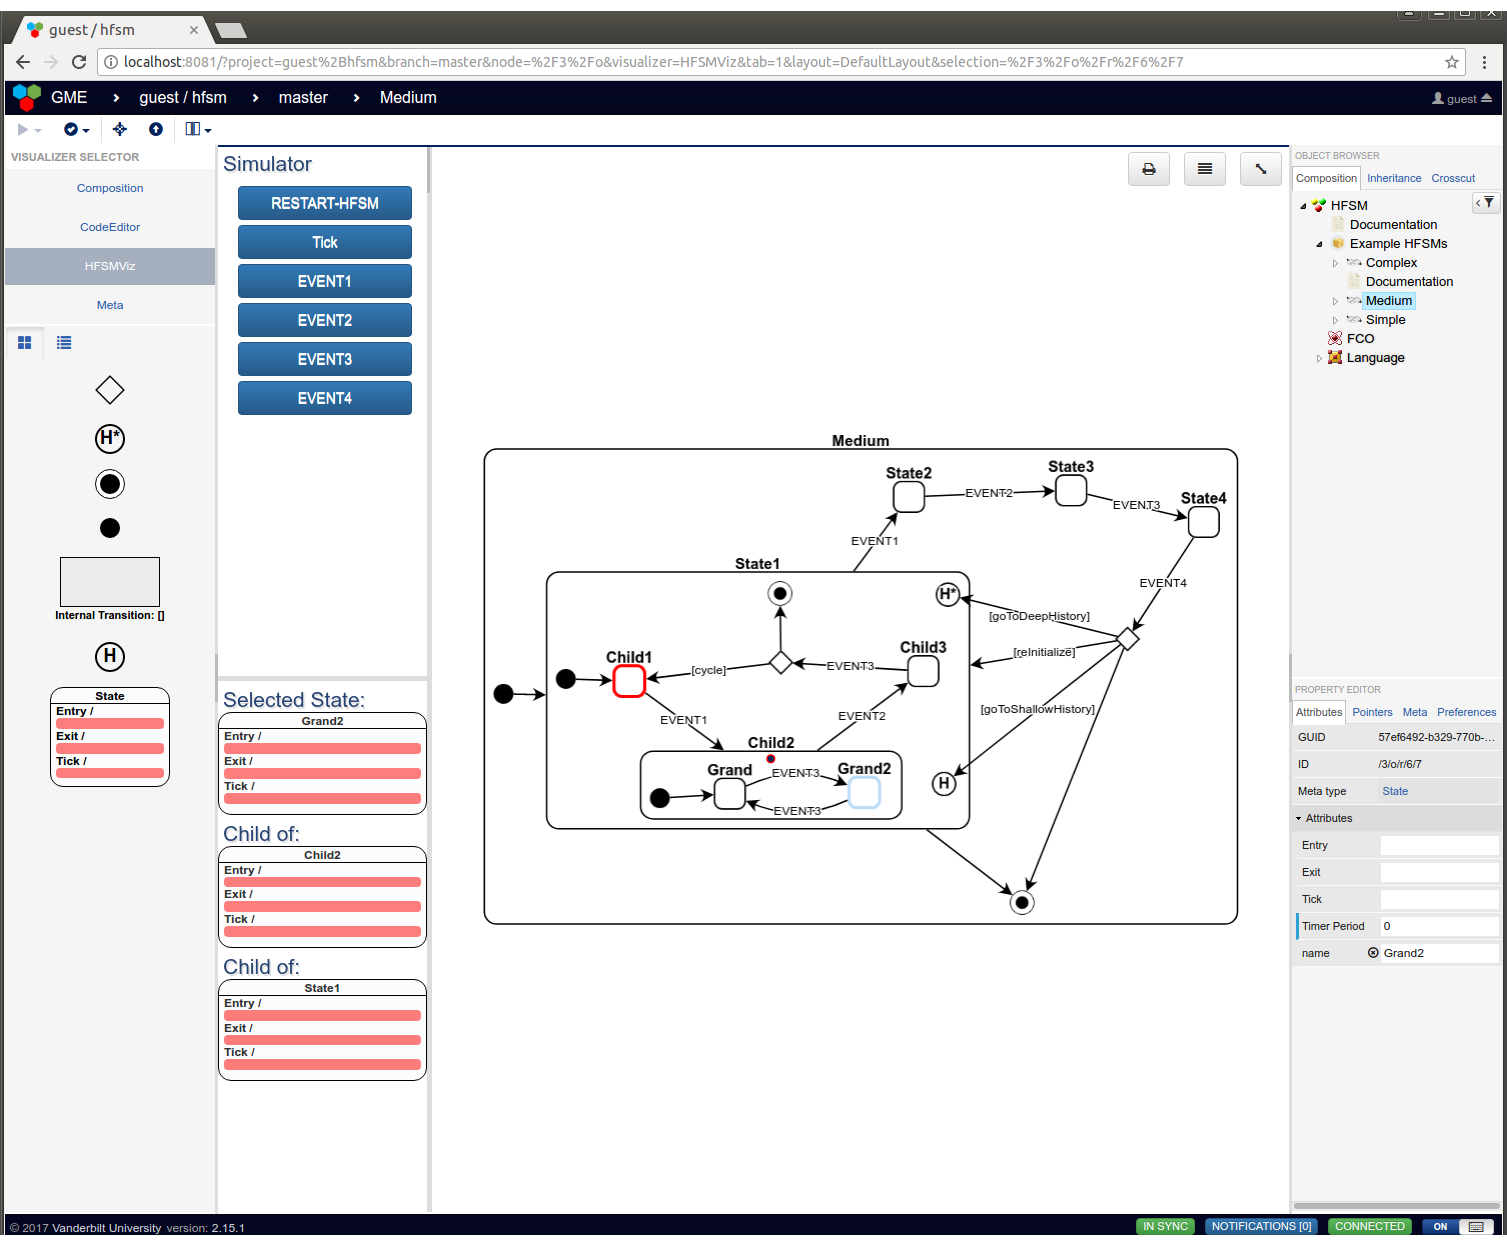 guest / hfsm
localhost:8081/?project=guest%2Bhfsm&branch=master&node=%2F3%2Fo&visualizer=HFSMViz&tab=1&layout=DefaultLayout&selection=%2F3%2Fo%2Fr%2F6%2F7
GME › guest / hfsm › master › Medium
guest
VISUALIZER SELECTOR
Composition
CodeEditor
HFSMViz
Meta
H*
Internal Transition: []
H
State
Entry /
Exit /
Tick /
Simulator
RESTART-HFSM
Tick
EVENT1
EVENT2
EVENT3
EVENT4
Selected State:
Grand2
Entry /
Exit /
Tick /
Child of:
Child2
Entry /
Exit /
Tick /
Child of:
State1
Entry /
Exit /
Tick /
Medium
State2
State3
State4
EVENT2
EVENT3
EVENT1
EVENT4
State1
H*
[goToDeepHistory]
Child1
Child3
[cycle]
EVENT3
[reInitialize]
EVENT1
EVENT2
[goToShallowHistory]
Child2
Grand
EVENT3
Grand2
H
EVENT3
OBJECT BROWSER
Composition Inheritance Crosscut
HFSM
Documentation
Example HFSMs
Complex
Documentation
Medium
Simple
FCO
Language
PROPERTY EDITOR
Attributes Pointers Meta Preferences
GUID 57ef6492-b329-770b-...
ID /3/o/r/6/7
Meta type State
Attributes
Entry
Exit
Tick
Timer Period 0
name Grand2
© 2017 Vanderbilt University version: 2.15.1
IN SYNC NOTIFICATIONS [0] CONNECTED ON